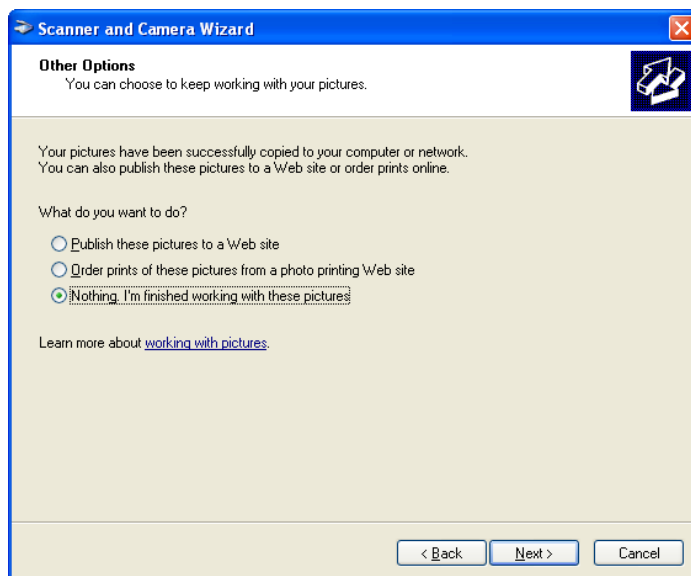 Scanner and Camera Wizard
Other Options
You can choose to keep working with your pictures.
Your pictures have been successfully copied to your computer or network.
You can also publish these pictures to a Web site or order prints online.
What do you want to do?
Publish these pictures to a Web site
Order prints of these pictures from a photo printing Web site
Nothing. I'm finished working with these pictures
Learn more about working with pictures.
< Back Next > Cancel